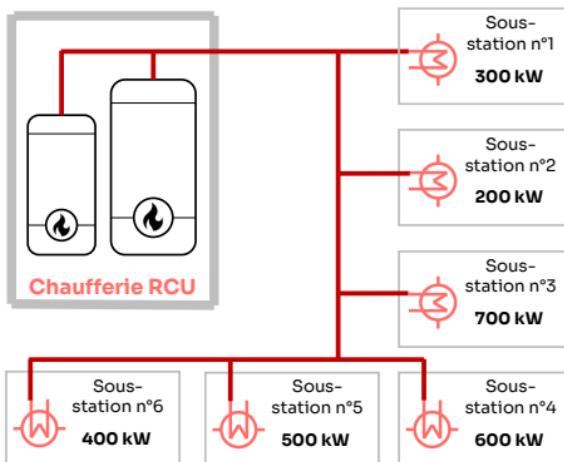 Sous-
station n°1
300 kW
Sous-
station n°2
200 kW
Sous-
station n°3
700 kW
Chaufferie RCU
Sous-
station n°6
400 kW
Sous-
station n°5
500 kW
Sous-
station n°4
600 kW